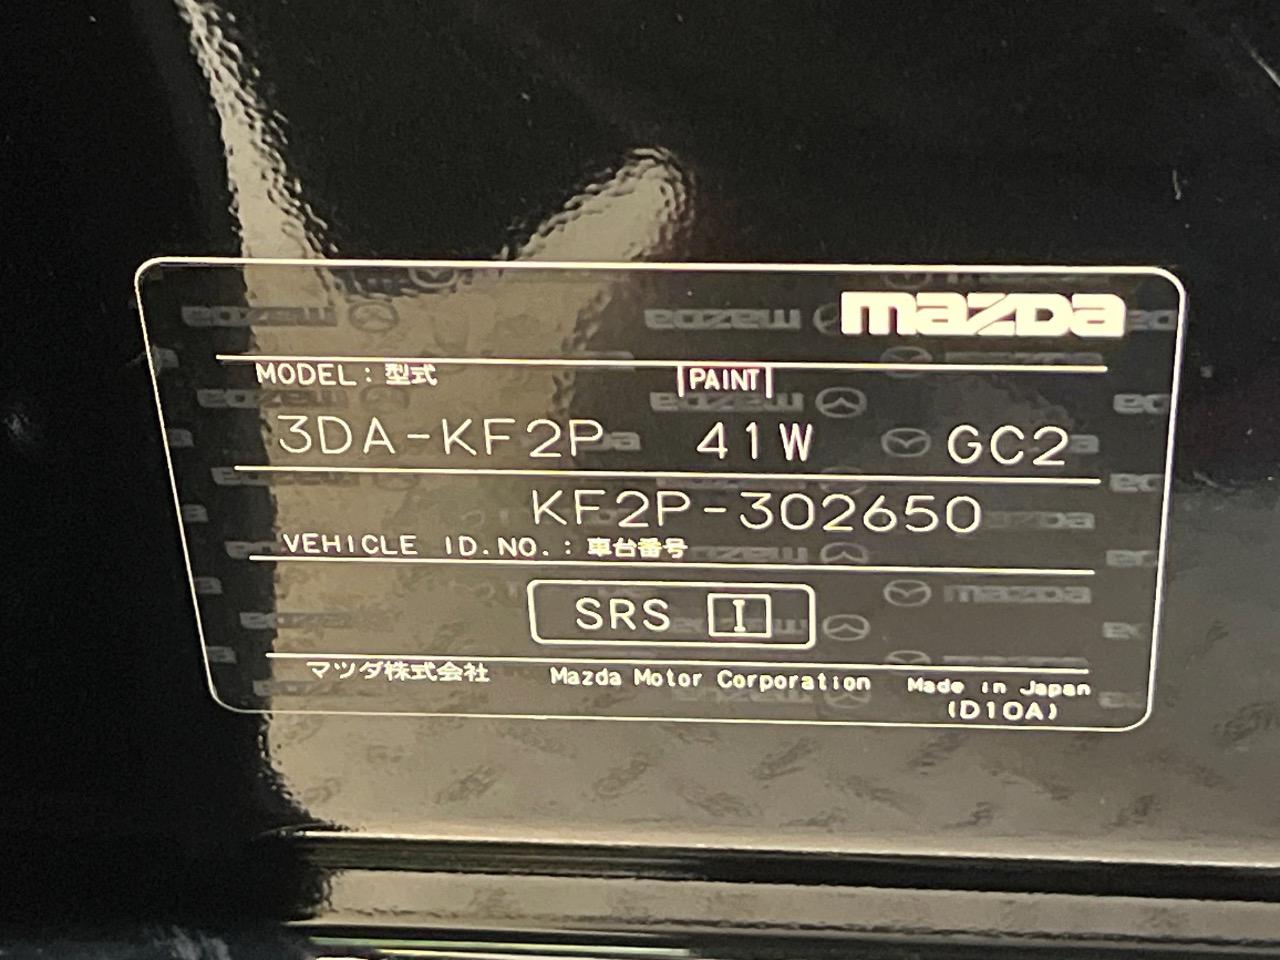 mazda
MODEL: 型式 PAINT
3DA-KF2P 41W GC2
KF2P-302650
VEHICLE ID.NO.: 車台番号
SRS I
マツダ株式会社 Mazda Motor Corporation Made in Japan
(D10A)